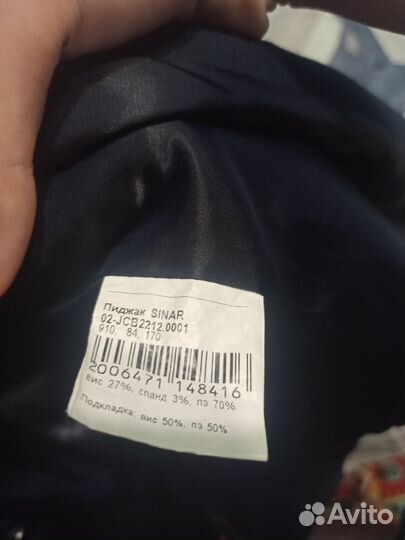 Пиджак SINAR
02-JCB2212.0001
910, 84, 170
2006471 148416
вис 27%, спанд 3%, пэ 70%
Подкладка: вис 50%, пэ 50%
Avito